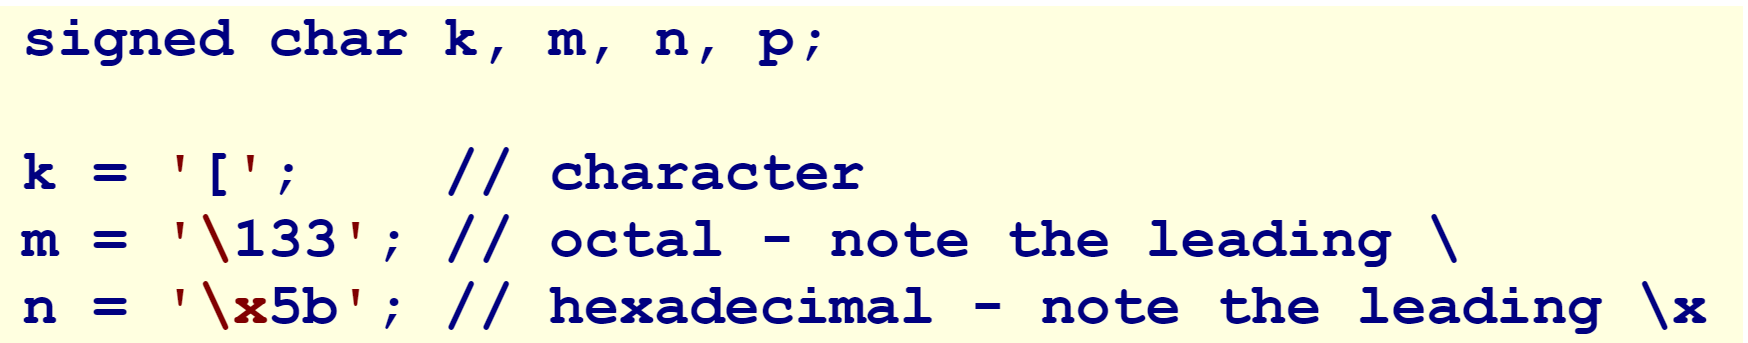 signed char k, m, n, p;
k = '[';    // character
m = '\133'; // octal - note the leading \
n = '\x5b'; // hexadecimal - note the leading \x